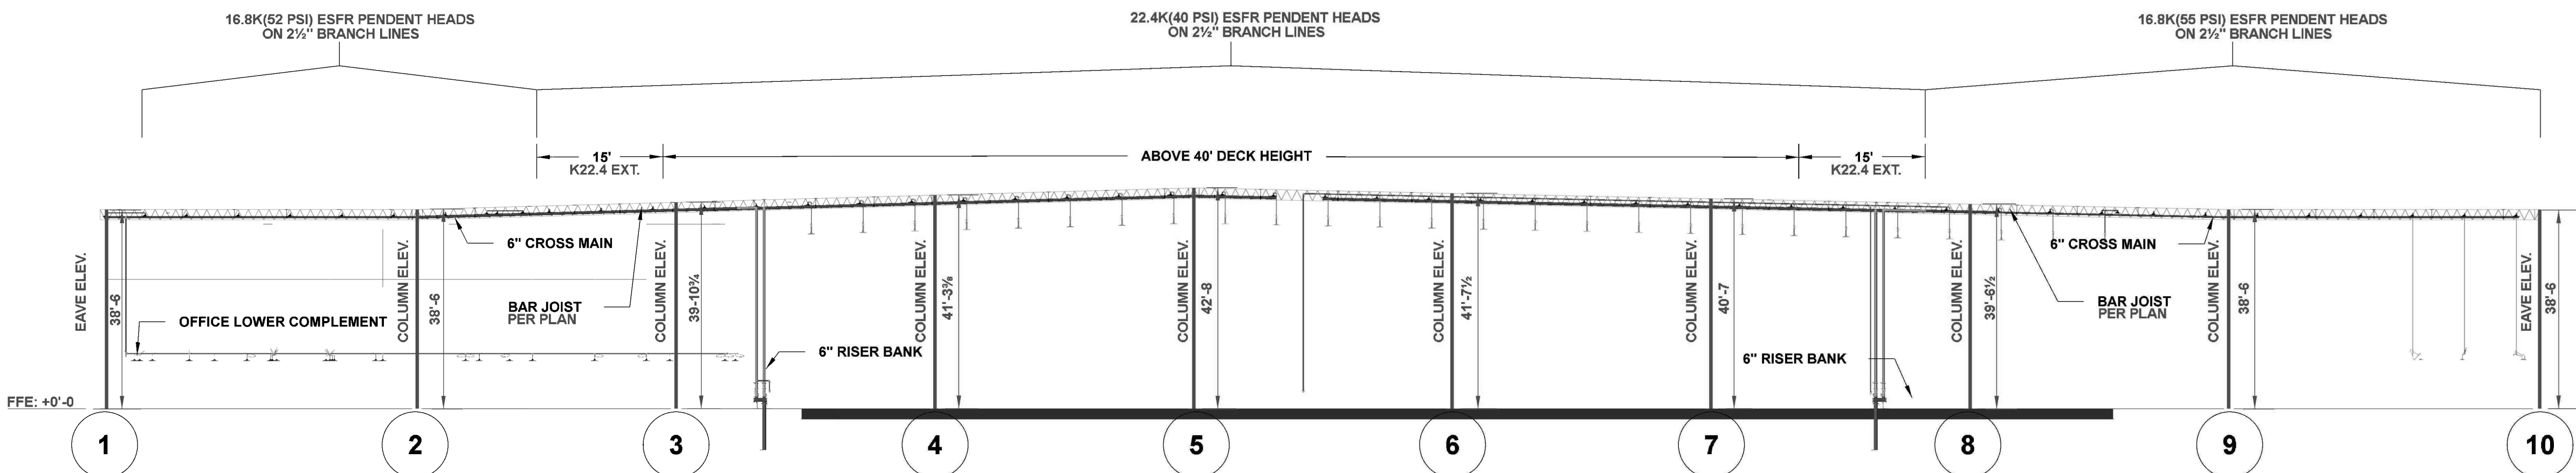 16.8K(52 PSI) ESFR PENDENT HEADS
ON 2½" BRANCH LINES
22.4K(40 PSI) ESFR PENDENT HEADS
ON 2½" BRANCH LINES
16.8K(55 PSI) ESFR PENDENT HEADS
ON 2½" BRANCH LINES
15'
K22.4 EXT.
ABOVE 40' DECK HEIGHT
15'
K22.4 EXT.
EAVE ELEV.
38'-6
OFFICE LOWER COMPLEMENT
COLUMN ELEV.
38'-6
6" CROSS MAIN
BAR JOIST
PER PLAN
COLUMN ELEV.
39-10¾
6" RISER BANK
COLUMN ELEV.
41'-3⅜
COLUMN ELEV.
42'-8
COLUMN ELEV.
41'-7½
COLUMN ELEV.
40'-7
6" RISER BANK
COLUMN ELEV.
39'-6½
6" CROSS MAIN
BAR JOIST
PER PLAN
COLUMN ELEV.
38'-6
EAVE ELEV.
38'-6
FFE: +0'-0
1
2
3
4
5
6
7
8
9
10